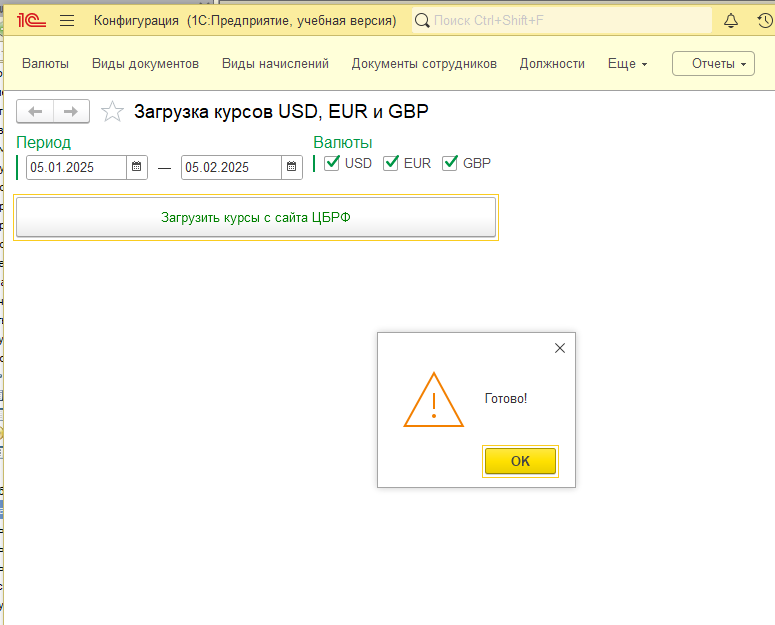 1С Конфигурация (1С:Предприятие, учебная версия) Поиск Ctrl+Shift+F
Валюты Виды документов Виды начислений Документы сотрудников Должности Еще Отчеты
Загрузка курсов USD, EUR и GBP
Период Валюты
05.01.2025 — 05.02.2025 USD EUR GBP
Загрузить курсы с сайта ЦБРФ
Готово!
OK